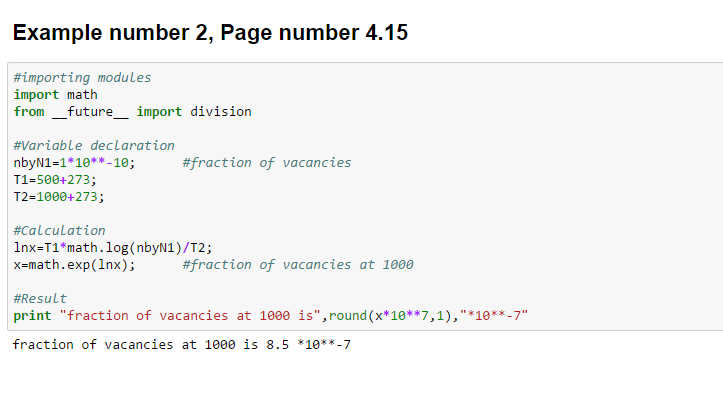 Example number 2, Page number 4.15
#importing modules
import math
from __future__ import division
#Variable declaration
nbyN1=1*10**-10;      #fraction of vacancies
T1=500+273;
T2=1000+273;
#Calculation
lnx=T1*math.log(nbyN1)/T2;
x=math.exp(lnx);      #fraction of vacancies at 1000
#Result
print "fraction of vacancies at 1000 is",round(x*10**7,1),"*10**-7"
fraction of vacancies at 1000 is 8.5 *10**-7